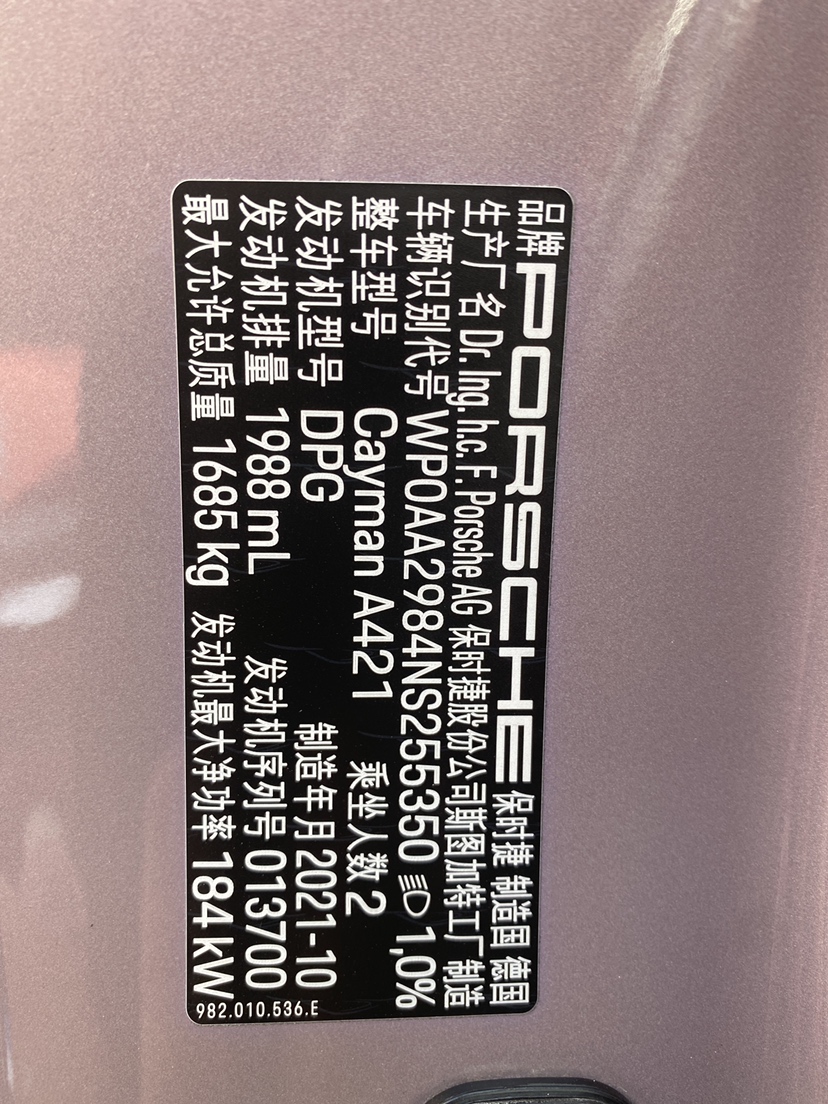 品牌 PORSCHE 保时捷 制造国 德国
生产厂名 Dr. Ing. h.c. F. Porsche AG 保时捷股份公司斯图加特工厂 制造
车辆识别代号 WP0AA2984NS255350 1,0%
整车型号 Cayman A421 乘坐人数 2
发动机型号 DPG 制造年月 2021-10
发动机排量 1988 mL 发动机序列号 013700
最大允许总质量 1685 kg 发动机最大净功率 184 kW
982.010.536.E